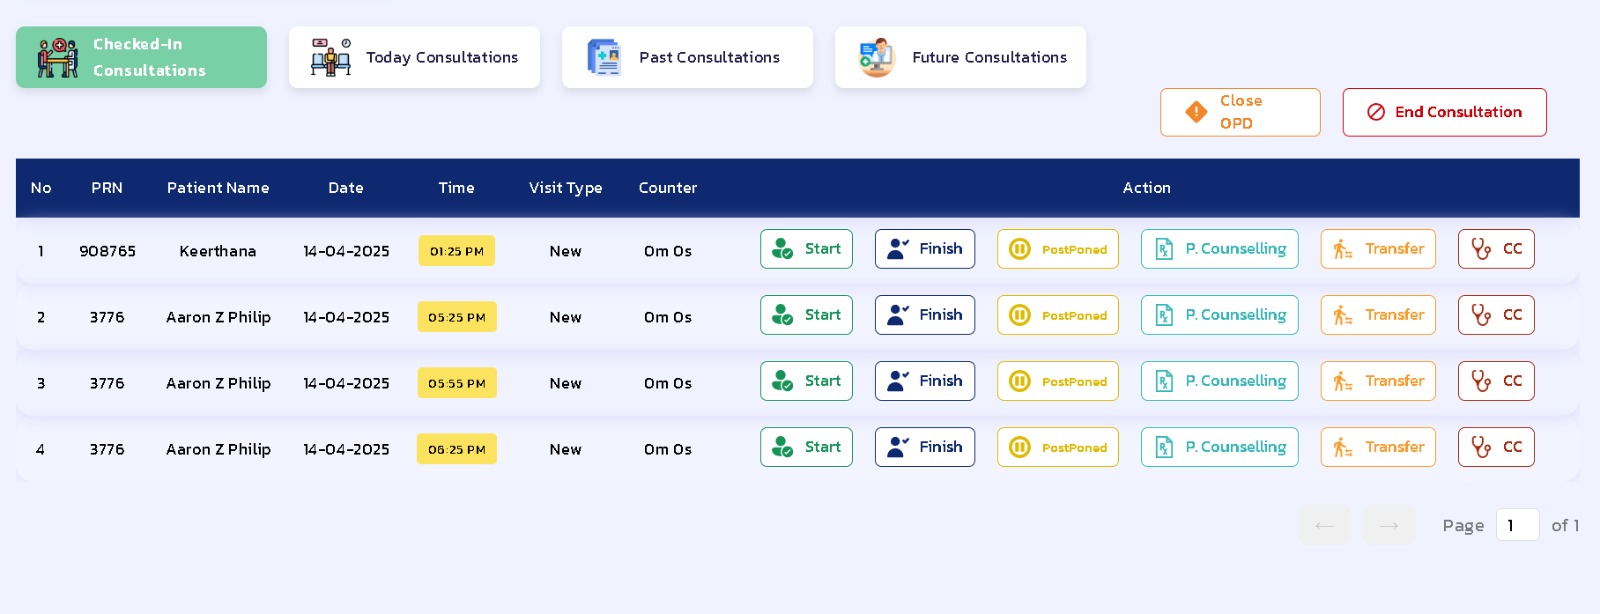 Checked-In
Consultations
Today Consultations
Past Consultations
Future Consultations
Close
OPD
End Consultation
No PRN Patient Name Date Time Visit Type Counter Action
1 908765 Keerthana 14-04-2025 01:25 PM New 0m 0s Start Finish PostPoned P. Counselling Transfer CC
2 3776 Aaron Z Philip 14-04-2025 05:25 PM New 0m 0s Start Finish PostPoned P. Counselling Transfer CC
3 3776 Aaron Z Philip 14-04-2025 05:55 PM New 0m 0s Start Finish PostPoned P. Counselling Transfer CC
4 3776 Aaron Z Philip 14-04-2025 06:25 PM New 0m 0s Start Finish PostPoned P. Counselling Transfer CC
← → Page 1 of 1